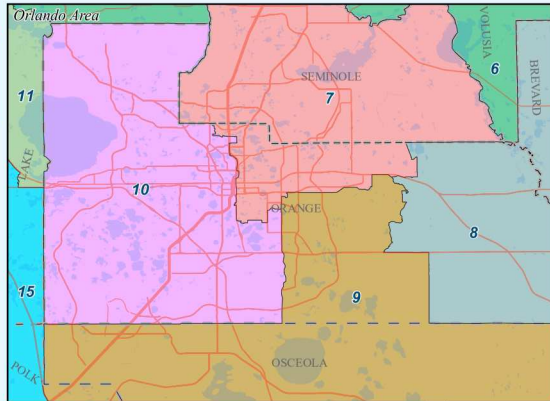 Orlando Area
VOLUSIA
6
BREVARD
11
SEMINOLE
7
LAKE
10
ORANGE
8
15
9
OSCEOLA
POLK